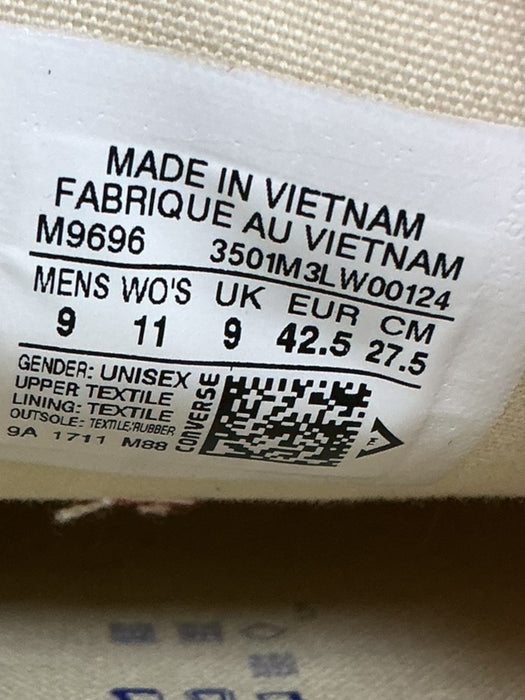 MADE IN VIETNAM
FABRIQUE AU VIETNAM
M9696 3501M3LW00124
MENS WO'S UK EUR CM
9 11 9 42.5 27.5
GENDER: UNISEX
UPPER: TEXTILE
LINING: TEXTILE
OUTSOLE: TEXTILE/RUBBER
9A 1711 M88
CONVERSE